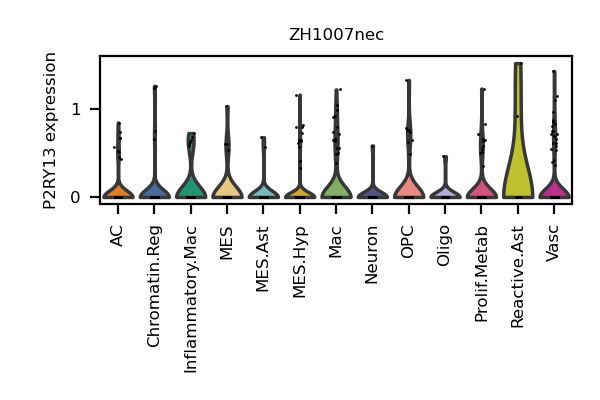 ZH1007nec
P2RY13 expression
1
0
AC
Chromatin.Reg
Inflammatory.Mac
MES
MES.Ast
MES.Hyp
Mac
Neuron
OPC
Oligo
Prolif.Metab
Reactive.Ast
Vasc